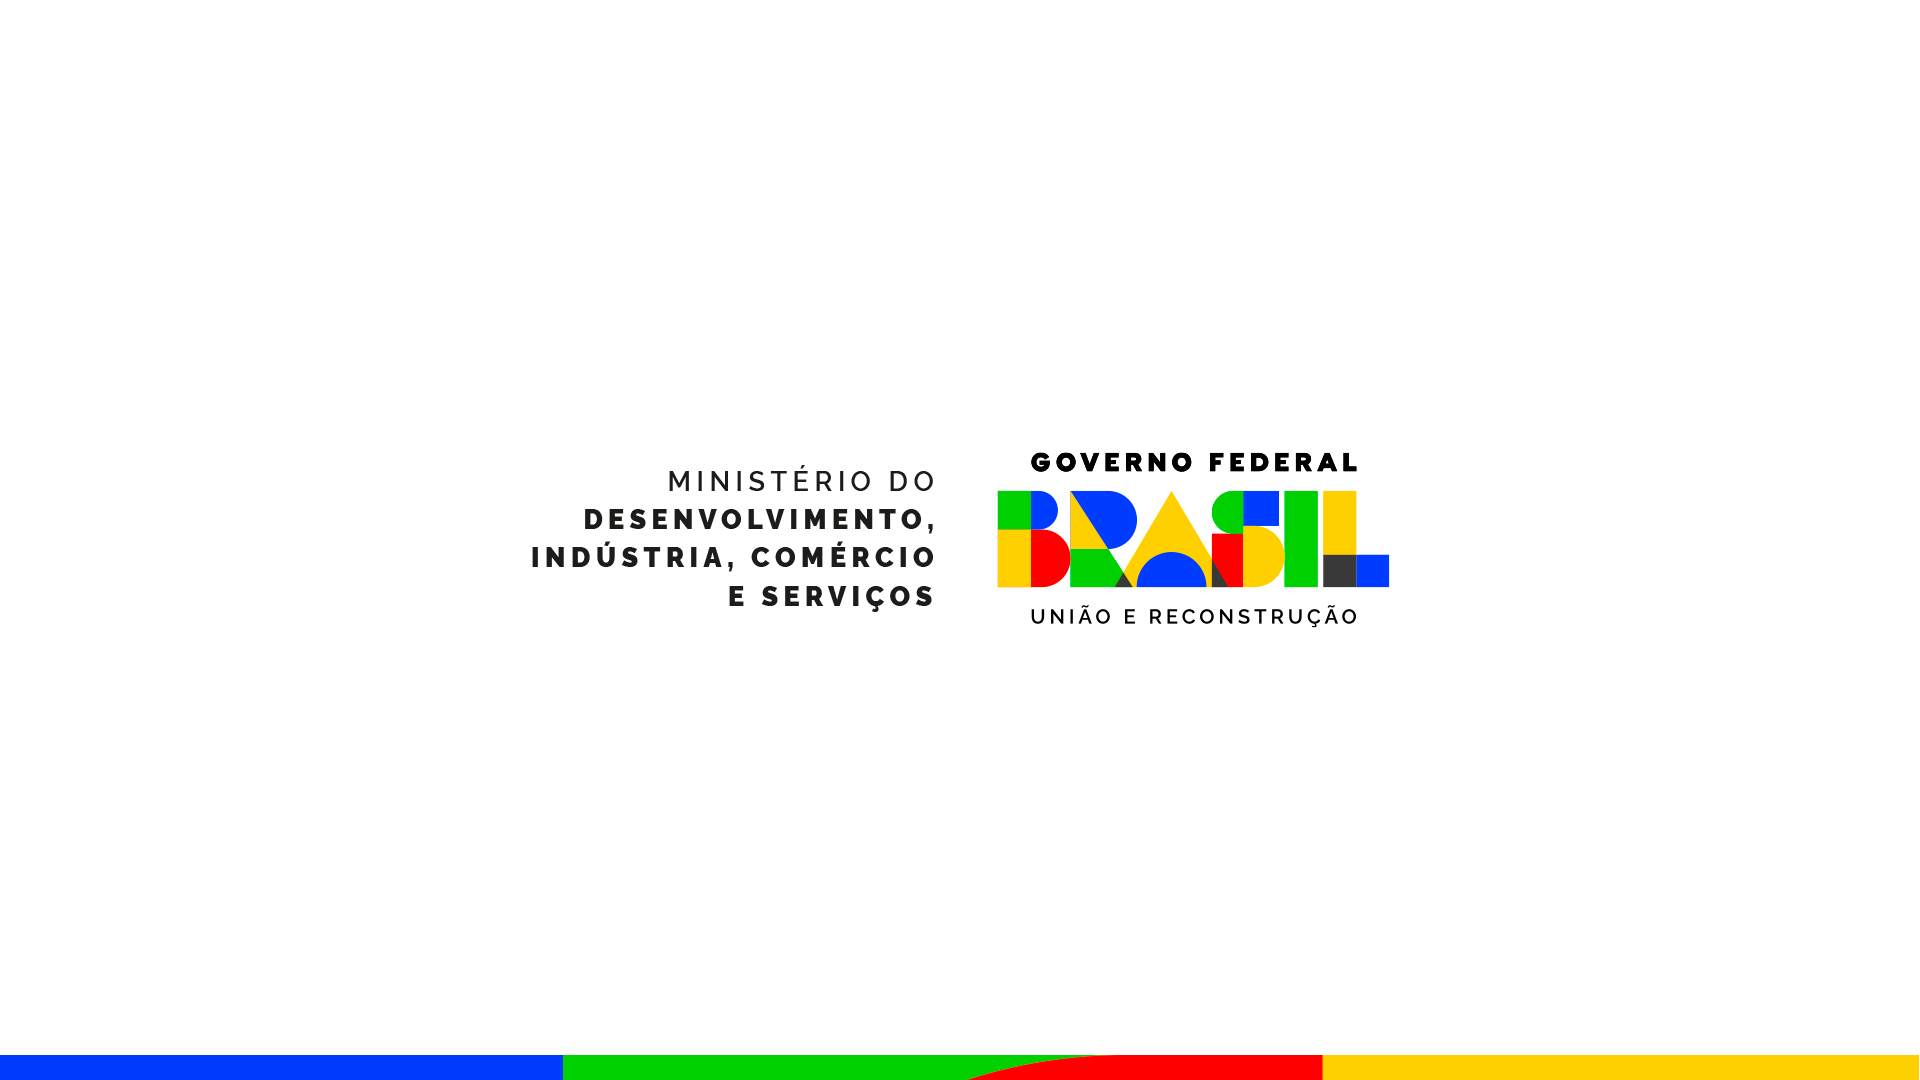 MINISTÉRIO DO
DESENVOLVIMENTO,
INDÚSTRIA, COMÉRCIO
E SERVIÇOS
GOVERNO FEDERAL
BRASIL
UNIÃO E RECONSTRUÇÃO